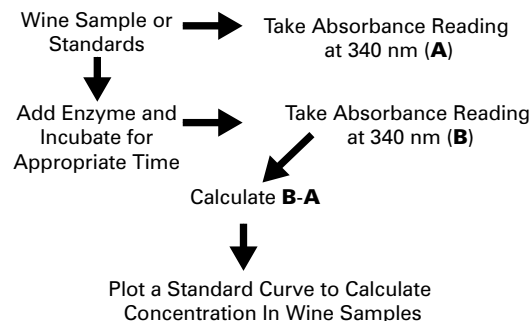 Wine Sample or
Standards
Take Absorbance Reading
at 340 nm (A)
Add Enzyme and
Incubate for
Appropriate Time
Take Absorbance Reading
at 340 nm (B)
Calculate B-A
Plot a Standard Curve to Calculate
Concentration In Wine Samples